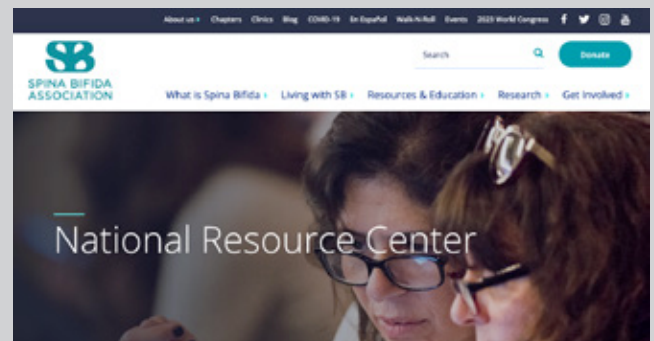 About us Chapters Clinics Blog COVID-19 En Español Walk-N-Roll Events 2023 World Congress
SB
SPINA BIFIDA
ASSOCIATION
Search
Donate
What is Spina Bifida Living with SB Resources & Education Research Get Involved
National Resource Center